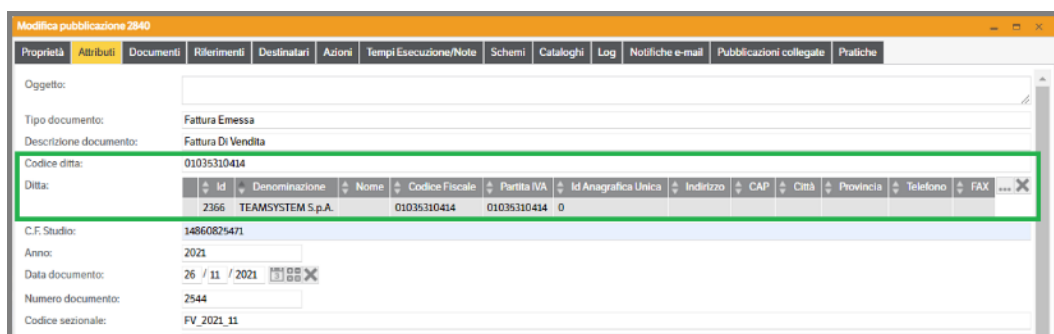 Modifica pubblicazione 2840
Proprietà Attributi Documenti Riferimenti Destinatari Azioni Tempi Esecuzione/Note Schemi Cataloghi Log Notifiche e-mail Pubblicazioni collegate Pratiche
Oggetto:
Tipo documento: Fattura Emessa
Descrizione documento: Fattura Di Vendita
Codice ditta: 01035310414
Ditta: Id Denominazione Nome Codice Fiscale Partita IVA Id Anagrafica Unica Indirizzo CAP Città Provincia Telefono FAX ...
2366 TEAMSYSTEM S.p.A. 01035310414 01035310414 0
C.F. Studio: 14860825471
Anno: 2021
Data documento: 26 / 11 / 2021
Numero documento: 2544
Codice sezionale: FV_2021_11